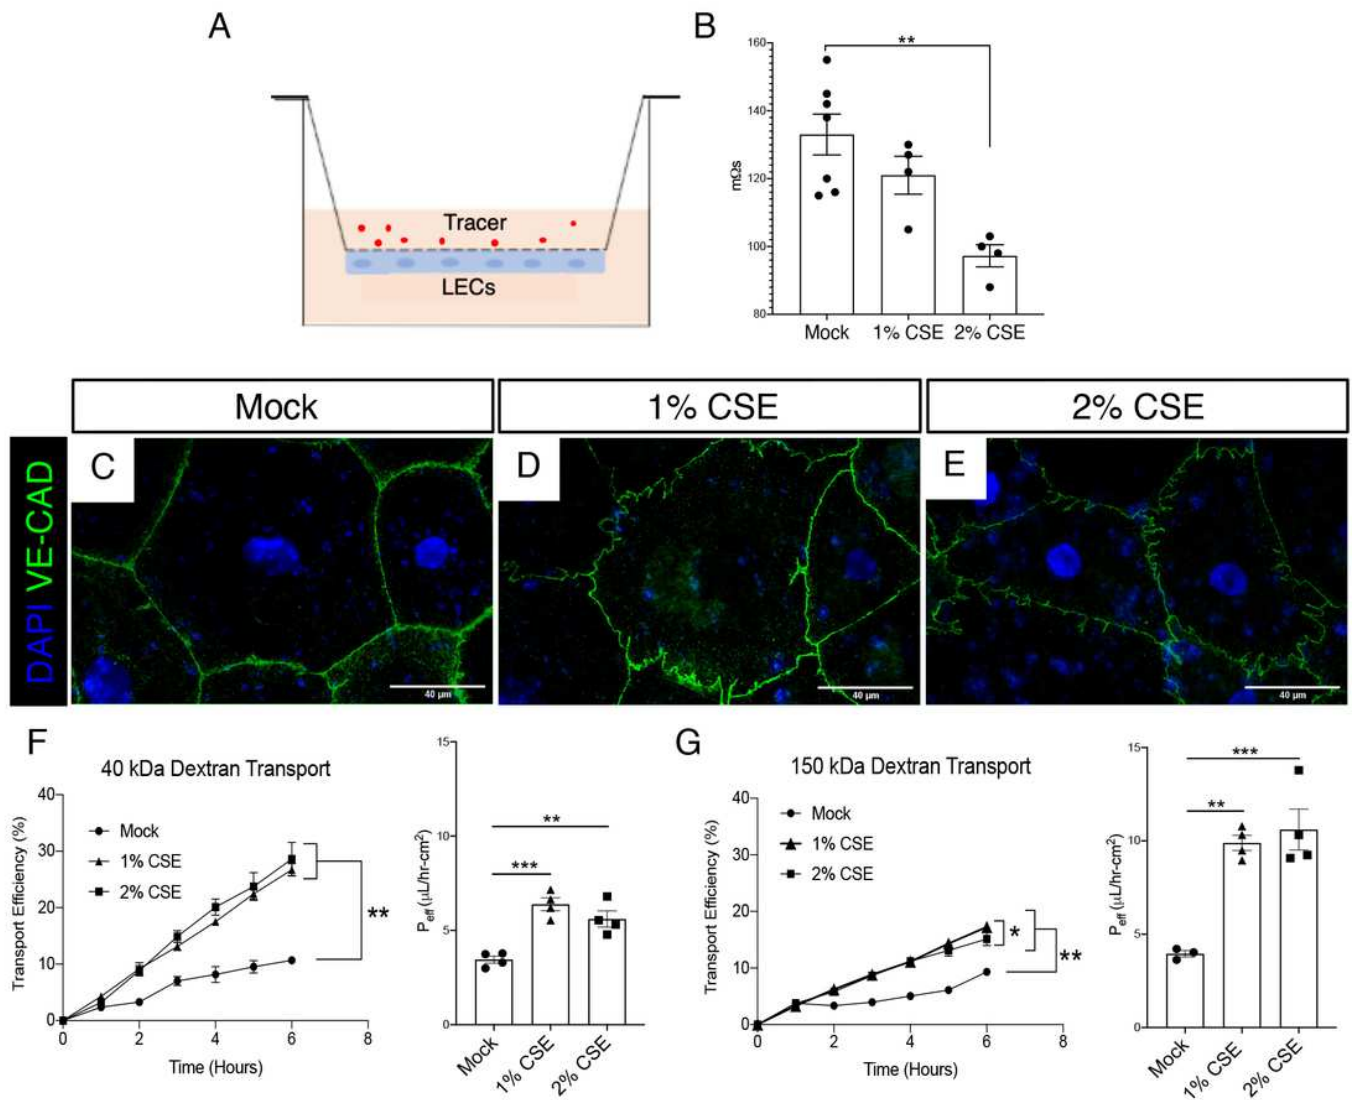 A
Tracer
LECs
B
160
140
120
100
80
mΩs
**
Mock
1% CSE
2% CSE
Mock
1% CSE
2% CSE
DAPI VE-CAD
C
40 µm
D
40 µm
E
40 µm
F
40 kDa Dextran Transport
Transport Efficiency (%)
40
30
20
10
0
Mock
1% CSE
2% CSE
**
0
2
4
6
8
Time (Hours)
Peff (µL/hr-cm²)
15
10
5
0
**
***
Mock
1% CSE
2% CSE
G
150 kDa Dextran Transport
Transport Efficiency (%)
40
30
20
10
0
Mock
1% CSE
2% CSE
*
**
0
2
4
6
8
Time (Hours)
Peff (µL/hr-cm²)
15
10
5
0
***
**
Mock
1% CSE
2% CSE